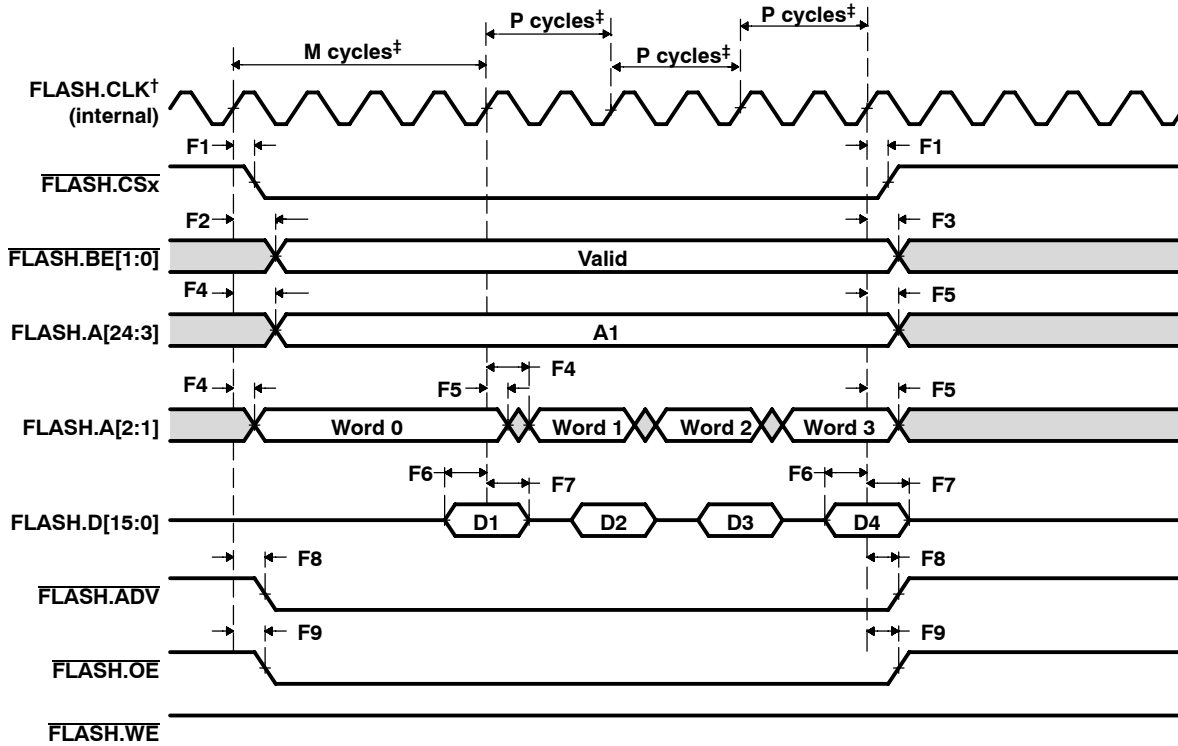 P cycles‡
P cycles‡
M cycles‡
P cycles‡
FLASH.CLK†
(internal)
F1
F1
FLASH.CSx
F2
F3
FLASH.BE[1:0]
Valid
F4
F5
FLASH.A[24:3]
A1
F4
F4
F5
F5
FLASH.A[2:1]
Word 0
Word 1
Word 2
Word 3
F6
F7
F6
F7
FLASH.D[15:0]
D1
D2
D3
D4
F8
F8
FLASH.ADV
F9
F9
FLASH.OE
FLASH.WE